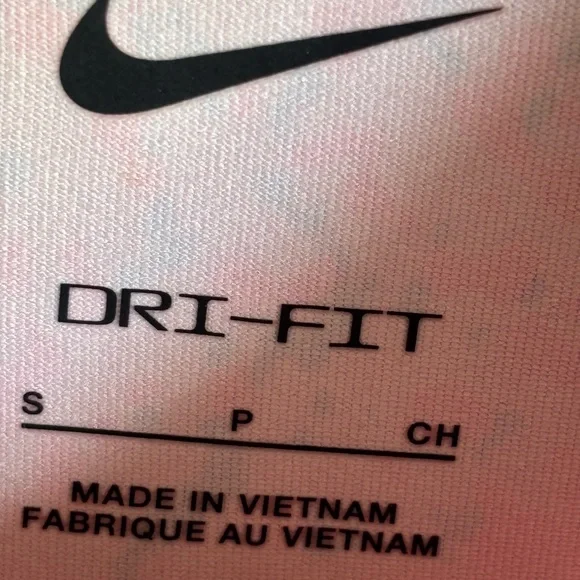 DRI-FIT
S P CH
MADE IN VIETNAM
FABRIQUE AU VIETNAM